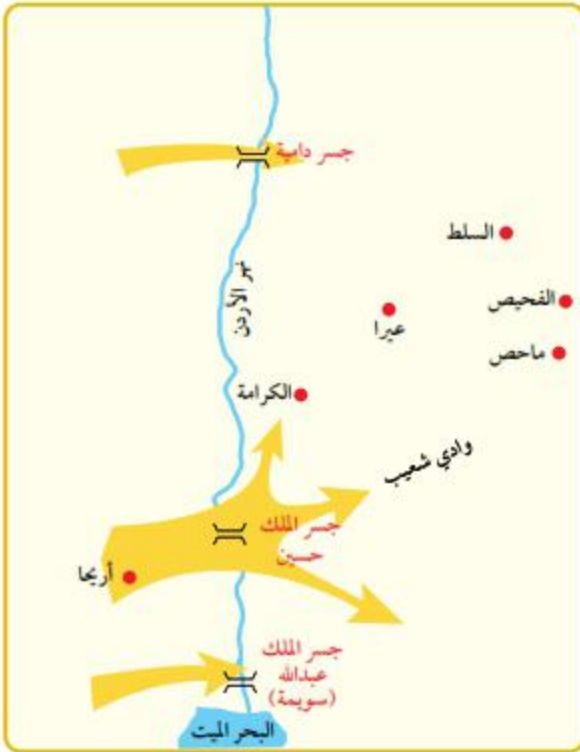 جسر دامية
السلط
نهر الأردن
الفحيص
عيرا
ماحص
الكرامة
وادي شعيب
جسر الملك
حسين
أريحا
جسر الملك
عبدالله
(سويمة)
البحر الميت